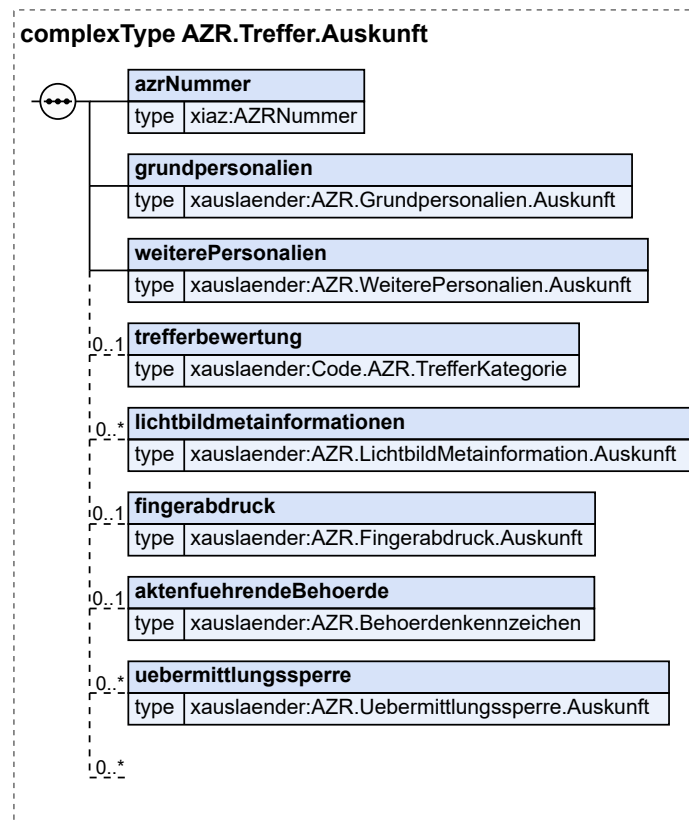 complexType AZR.Treffer.Auskunft
azrNummer
type xiaz:AZRNummer
grundpersonalien
type xauslaender:AZR.Grundpersonalien.Auskunft
weiterePersonalien
type xauslaender:AZR.WeiterePersonalien.Auskunft
0..1 trefferbewertung
type xauslaender:Code.AZR.TrefferKategorie
0..* lichtbildmetainformationen
type xauslaender:AZR.LichtbildMetainformation.Auskunft
0..1 fingerabdruck
type xauslaender:AZR.Fingerabdruck.Auskunft
0..1 aktenfuehrendeBehoerde
type xauslaender:AZR.Behoerdenkennzeichen
0..* uebermittlungssperre
type xauslaender:AZR.Uebermittlungssperre.Auskunft
0..*